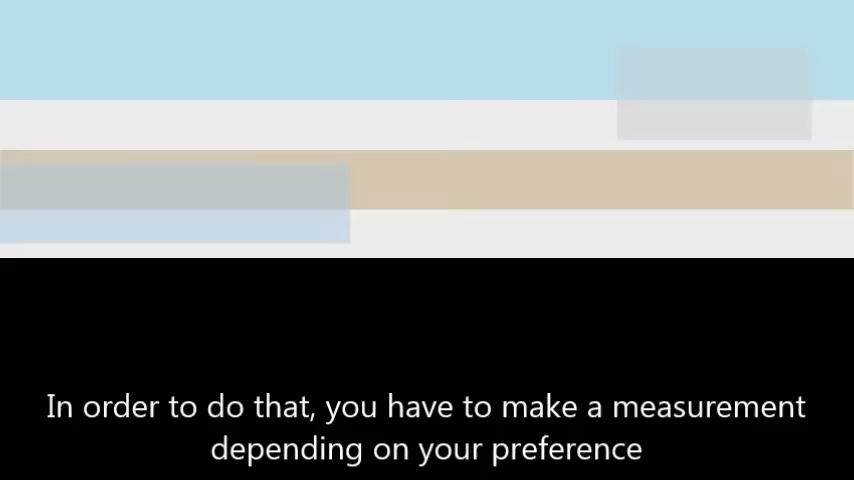 In order to do that, you have to make a measurement
depending on your preference